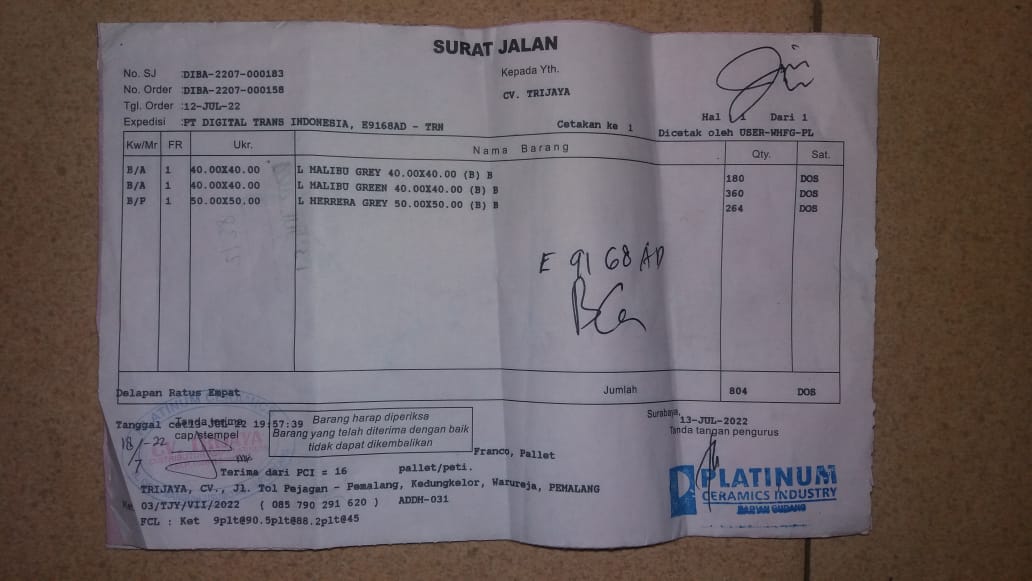 SURAT JALAN
No. SJ :DIBA-2207-000183
No. Order :DIBA-2207-000158
Tgl. Order :12-JUL-22
Expedisi :PT DIGITAL TRANS INDONESIA, E9168AD - TRN
Kepada Yth.
CV. TRIJAYA
Cetakan ke 1
Hal 1 Dari 1
Dicetak oleh USER-WHFG-PL
Kw/Mr FR Ukr. Nama Barang Qty. Sat.
B/A 1 40.00X40.00 L MALIBU GREY 40.00X40.00 (B) B 180 DOS
B/A 1 40.00X40.00 L MALIBU GREEN 40.00X40.00 (B) B 360 DOS
B/P 1 50.00X50.00 L HERRERA GREY 50.00X50.00 (B) B 264 DOS
E 9168 AD
Delapan Ratus Empat Jumlah 804 DOS
Surabaya, 13-JUL-2022
Tanda tangan pengurus
Tanggal 22 19:57:39
Tanda terima
cap/stempel
18/7-22
PLATINUM CERAMICS
Barang harap diperiksa
Barang yang telah diterima dengan baik
tidak dapat dikembalikan
Franco, Pallet
Terima dari PCI = 16 pallet/peti.
TRIJAYA, CV., Jl. Tol Pejagan - Pemalang, Kedungkelor, Warureja, PEMALANG
03/TJY/VII/2022 ( 085 790 291 620 ) ADDH-031
FCL : Ket 9plt@90.5plt@88.2plt@45
PLATINUM
CERAMICS INDUSTRY
BAGIAN GUDANG